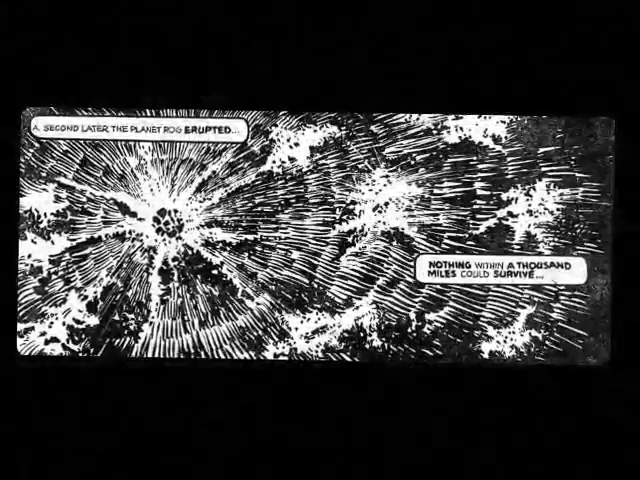 A SECOND LATER, THE PLANET ROG ERUPTED...
NOTHING WITHIN A THOUSAND
MILES COULD SURVIVE...